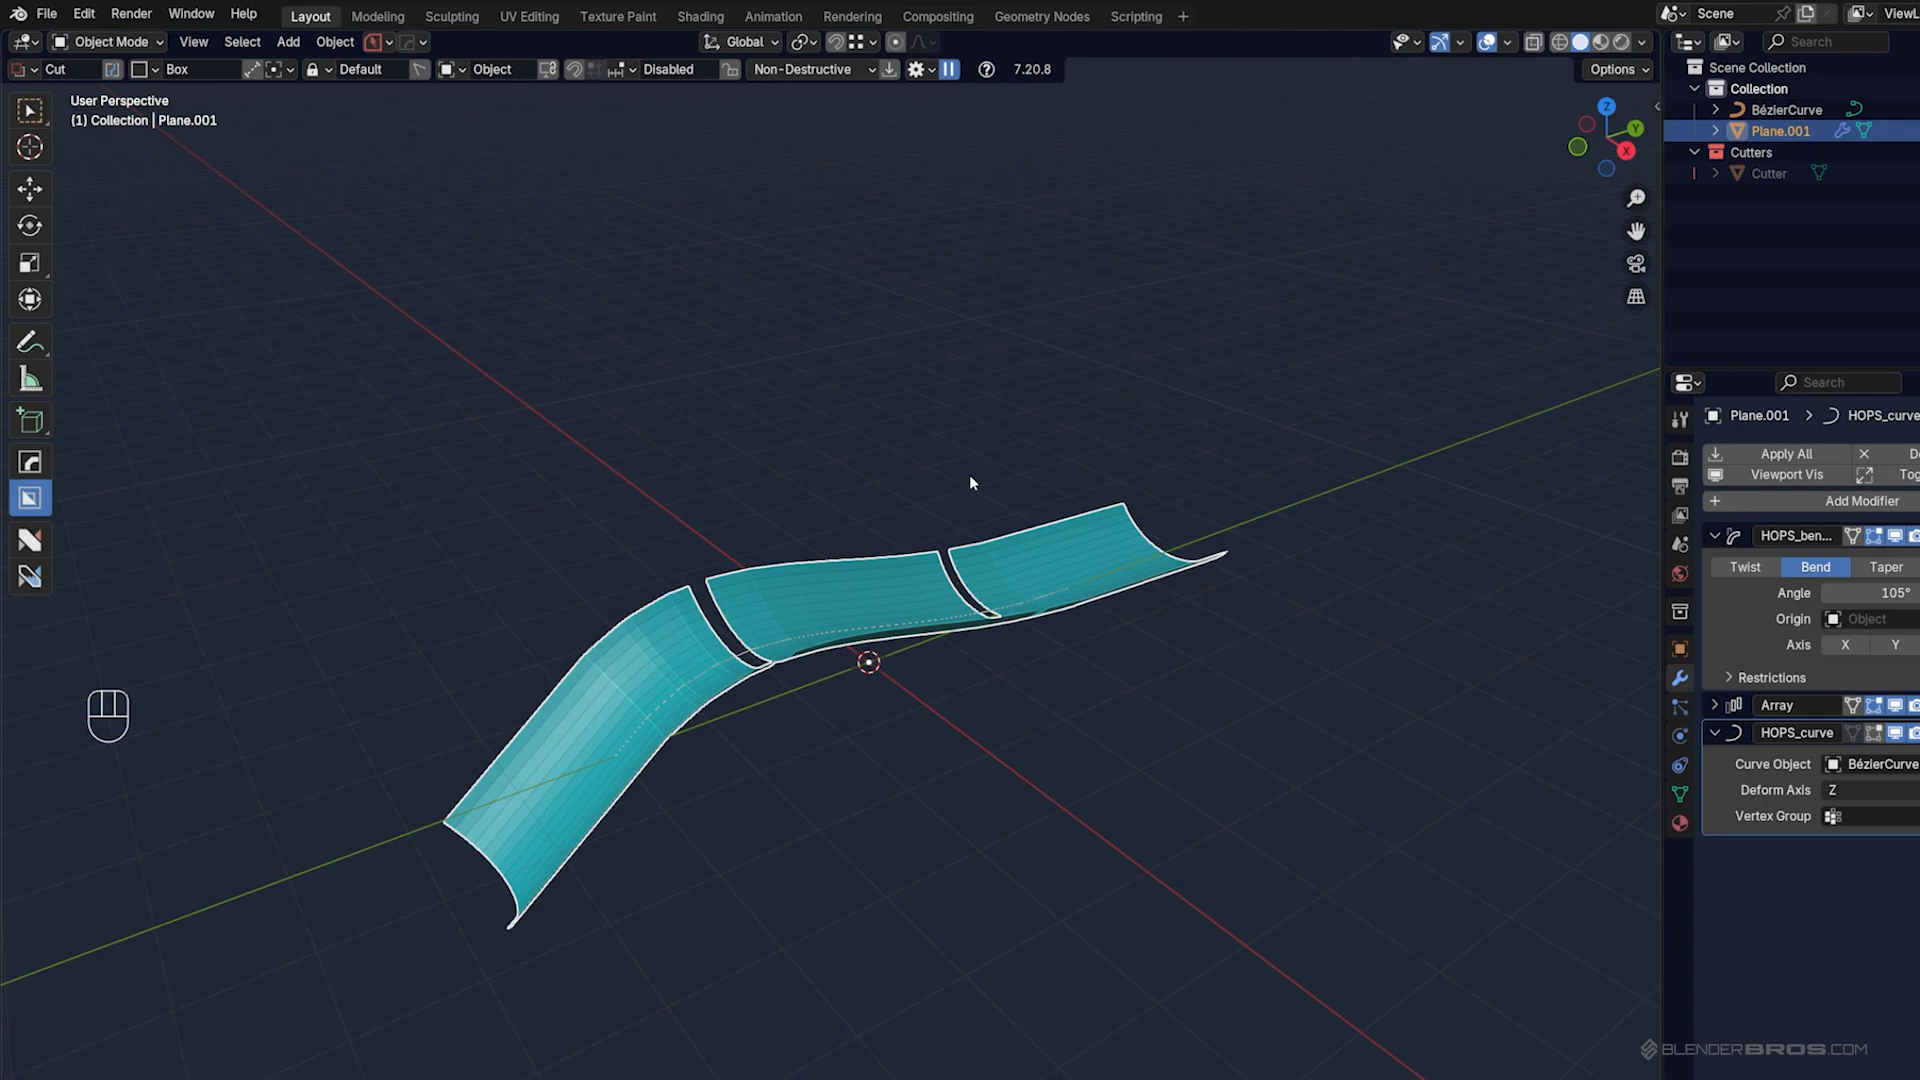 File Edit Render Window Help Layout Modeling Sculpting UV Editing Texture Paint Shading Animation Rendering Compositing Geometry Nodes Scripting + Scene ViewL
Object Mode View Select Add Object Global Search
Cut Box Default Object Disabled Non-Destructive 7.20.8 Options
User Perspective
(1) Collection | Plane.001
Z
Y
X
Scene Collection
Collection
BézierCurve
Plane.001
Cutters
Cutter
Search
Plane.001 > HOPS_curve
Apply All De
Viewport Vis Tog
+ Add Modifier
HOPS_ben...
Twist Bend Taper
Angle 105°
Origin Object
Axis X Y
Restrictions
Array
HOPS_curve
Curve Object BézierCurve
Deform Axis Z
Vertex Group
BLENDERBROS.COM